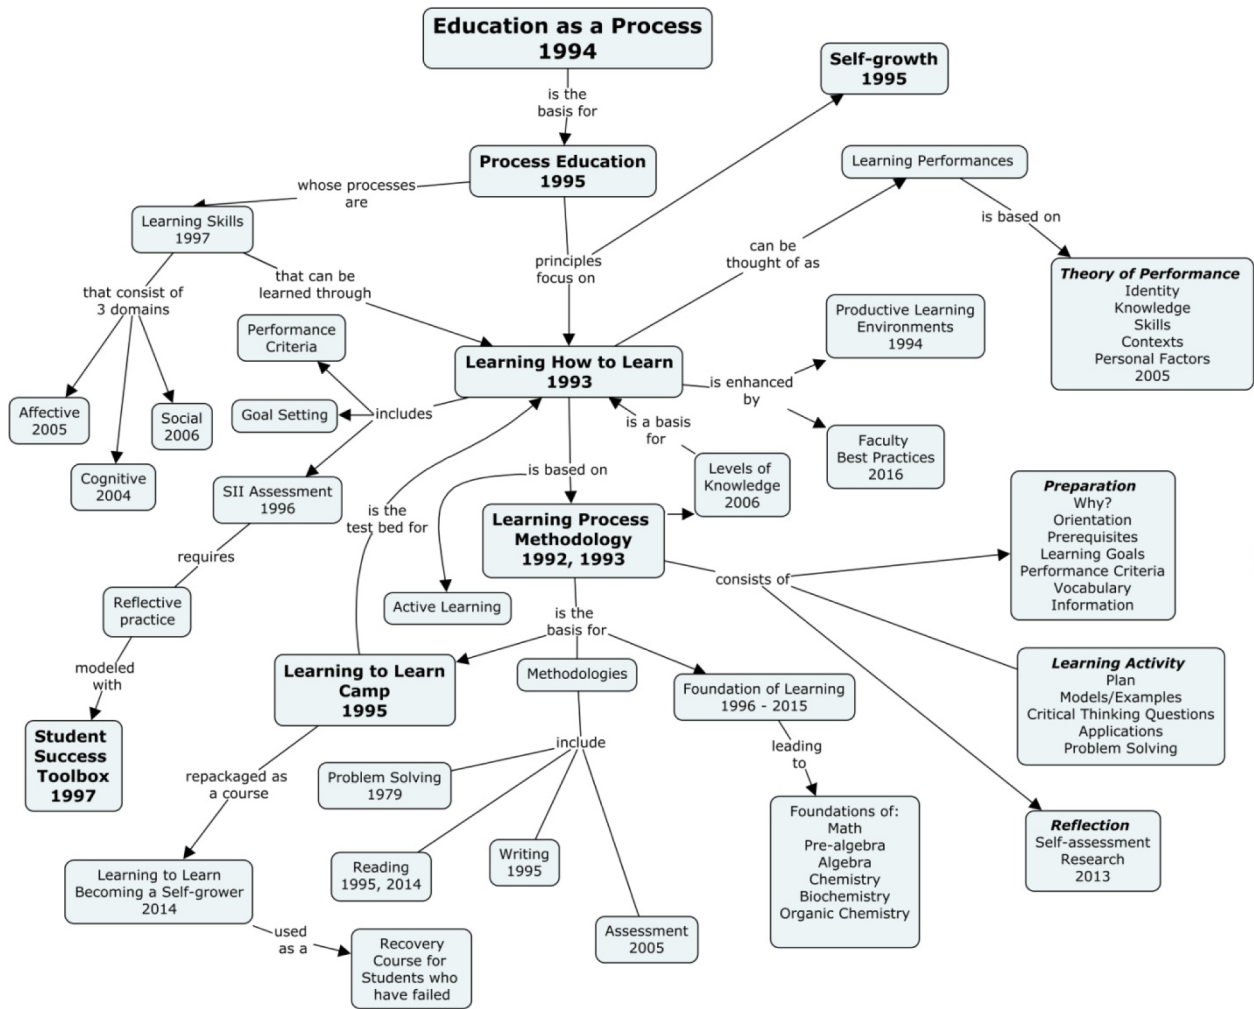 Education as a Process
1994
Self-growth
1995
is the
basis for
Process Education
1995
Learning Performances
whose processes
are
Learning Skills
1997
is based on
principles
focus on
can be
thought of as
that can be
learned through
that consist of
3 domains
Theory of Performance
Identity
Knowledge
Skills
Contexts
Personal Factors
2005
Performance
Criteria
Productive Learning
Environments
1994
Learning How to Learn
1993
is enhanced
by
Affective
2005
Social
2006
Goal Setting
includes
is a basis
for
Faculty
Best Practices
2016
Cognitive
2004
SII Assessment
1996
is based on
Levels of
Knowledge
2006
is the
test bed for
Learning Process
Methodology
1992, 1993
Preparation
Why?
Orientation
Prerequisites
Learning Goals
Performance Criteria
Vocabulary
Information
requires
consists of
Reflective
practice
Active Learning
is the
basis for
modeled
with
Learning to Learn
Camp
1995
Methodologies
Foundation of Learning
1996 - 2015
Learning Activity
Plan
Models/Examples
Critical Thinking Questions
Applications
Problem Solving
Student
Success
Toolbox
1997
include
leading
to
repackaged as
a course
Problem Solving
1979
Foundations of:
Math
Pre-algebra
Algebra
Chemistry
Biochemistry
Organic Chemistry
Reflection
Self-assessment
Research
2013
Reading
1995, 2014
Writing
1995
Learning to Learn
Becoming a Self-grower
2014
used
as a
Recovery
Course for
Students who
have failed
Assessment
2005